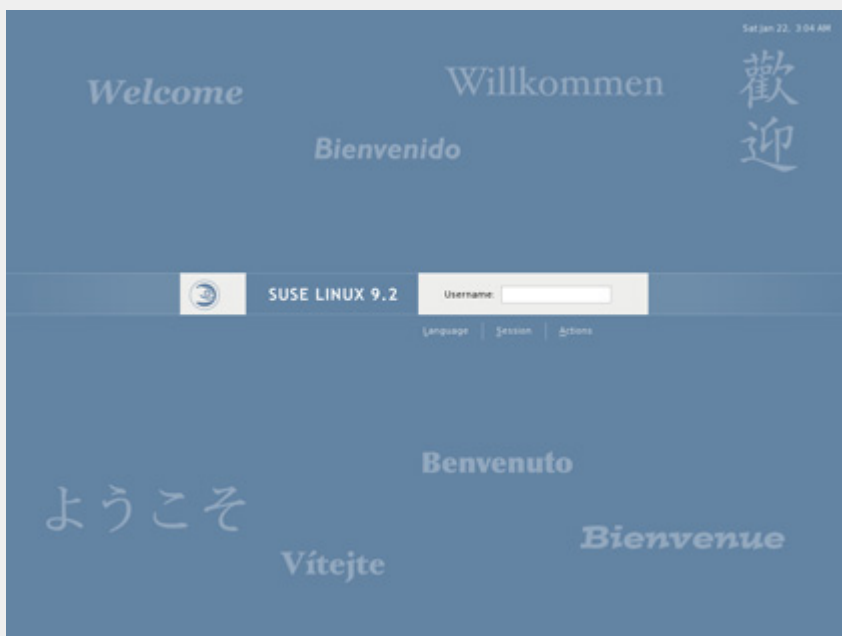 Sat Jan 22, 3:04 AM
Welcome
Willkommen
歡迎
Bienvenido
SUSE LINUX 9.2
Username:
Language
Session
Actions
Benvenuto
ようこそ
Bienvenue
Vítejte